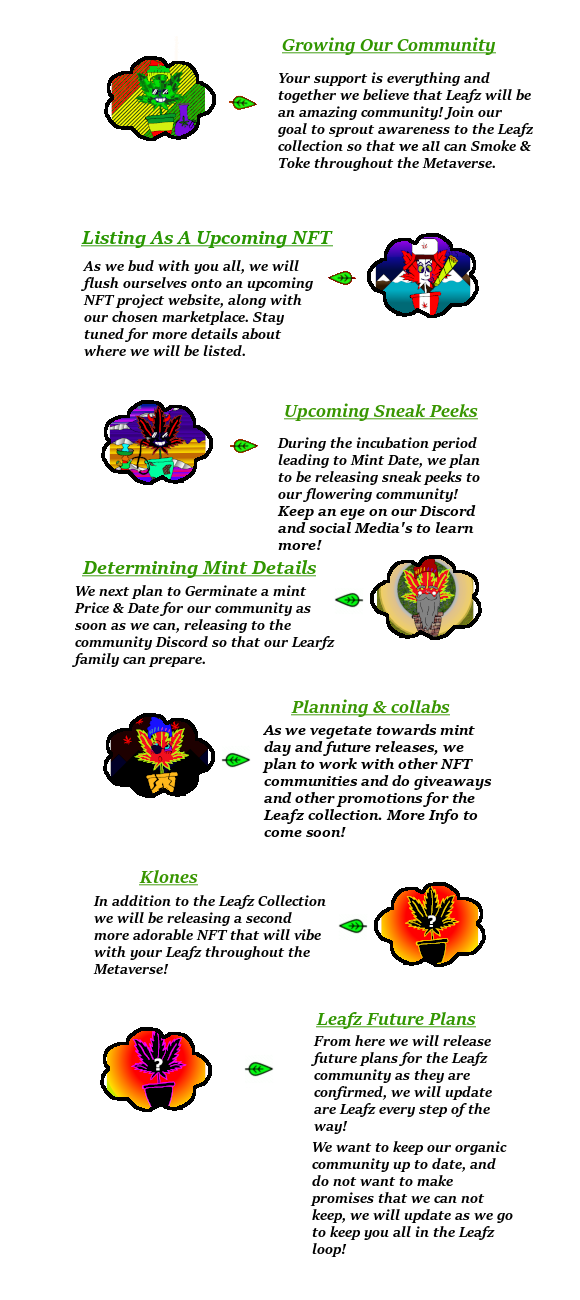 Growing Our Community
Your support is everything and
together we believe that Leafz will be
an amazing community! Join our
goal to sprout awareness to the Leafz
collection so that we all can Smoke &
Toke throughout the Metaverse.
Listing As A Upcoming NFT
As we bud with you all, we will
flush ourselves onto an upcoming
NFT project website, along with
our chosen marketplace. Stay
tuned for more details about
where we will be listed.
Upcoming Sneak Peeks
During the incubation period
leading to Mint Date, we plan
to be releasing sneak peeks to
our flowering community!
Keep an eye on our Discord
and social Media's to learn
more!
Determining Mint Details
We next plan to Germinate a mint
Price & Date for our community as
soon as we can, releasing to the
community Discord so that our Learfz
family can prepare.
Planning & collabs
As we vegetate towards mint
day and future releases, we
plan to work with other NFT
communities and do giveaways
and other promotions for the
Leafz collection. More Info to
come soon!
Klones
In addition to the Leafz Collection
we will be releasing a second
more adorable NFT that will vibe
with your Leafz throughout the
Metaverse!
?
Leafz Future Plans
?
From here we will release
future plans for the Leafz
community as they are
confirmed, we will update
are Leafz every step of the
way!
We want to keep our organic
community up to date, and
do not want to make
promises that we can not
keep, we will update as we go
to keep you all in the Leafz
loop!